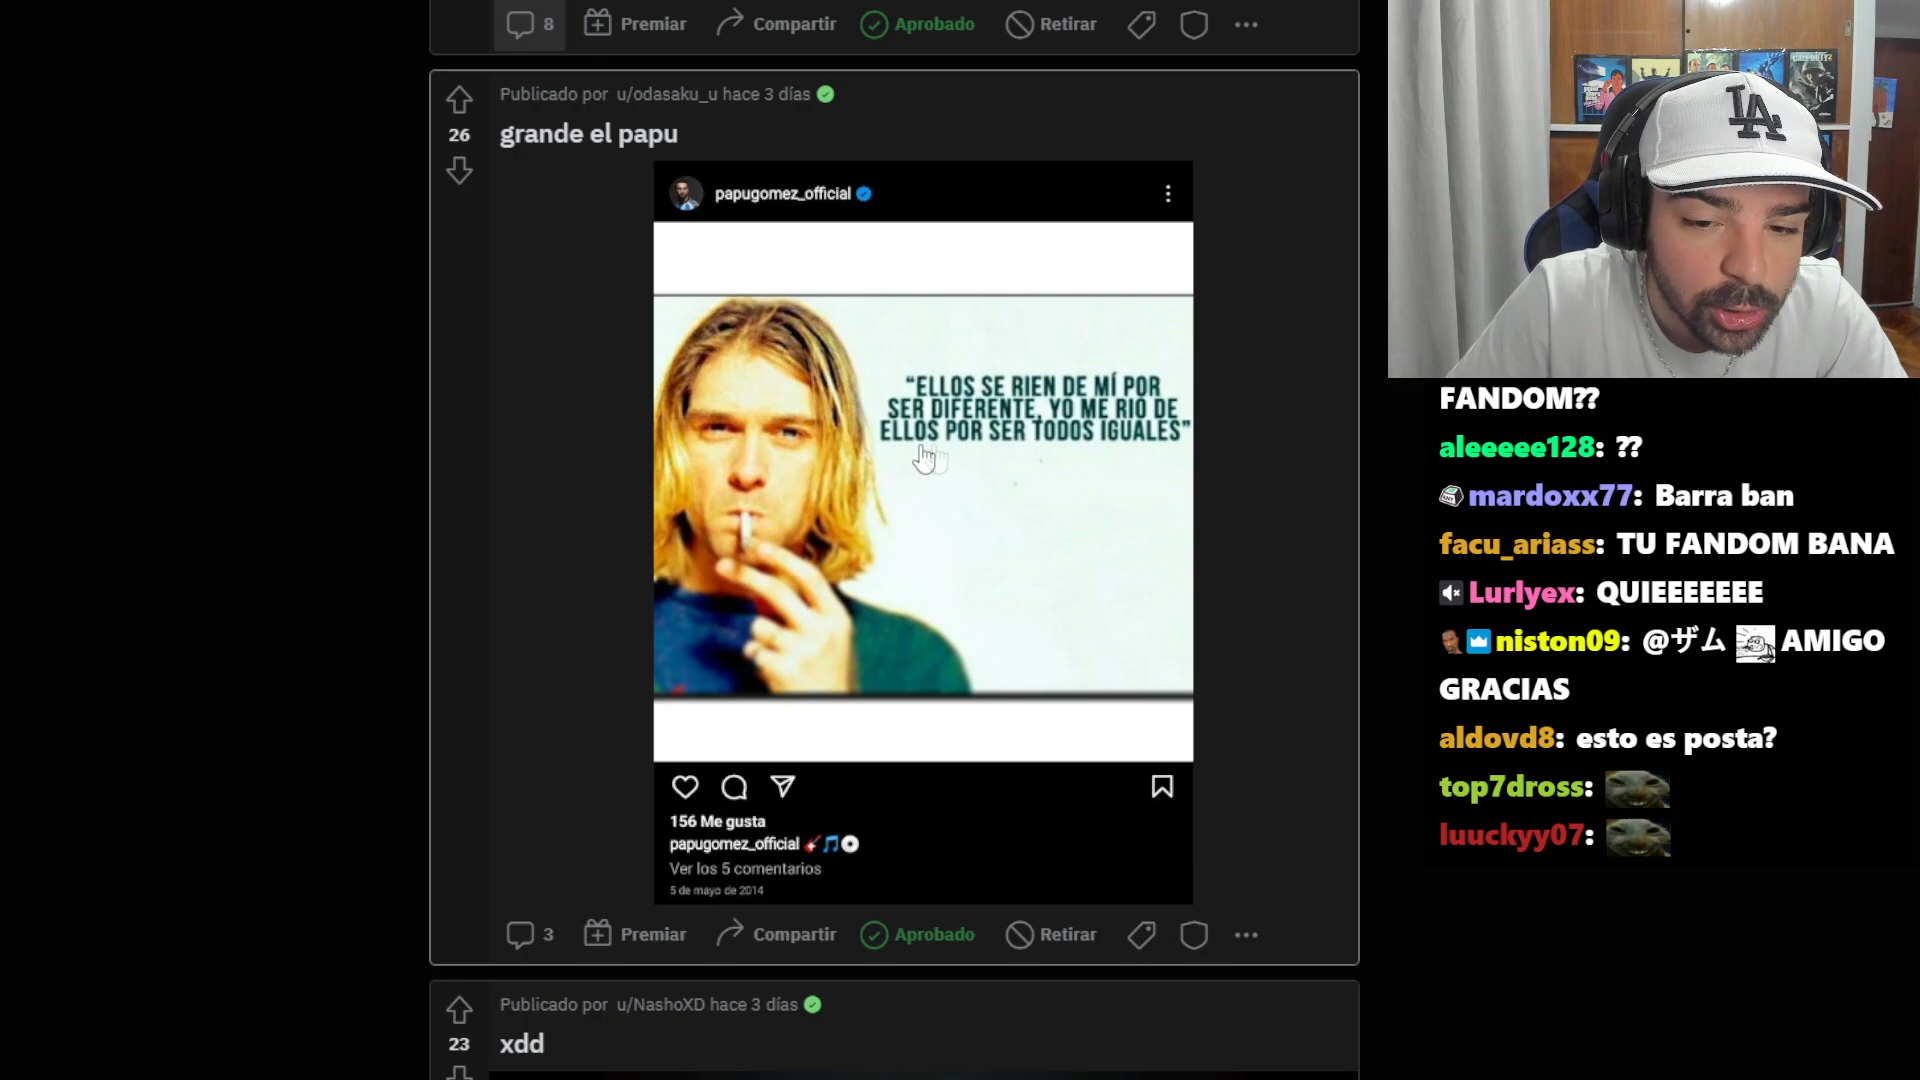 8 Premiar Compartir Aprobado Retirar
Publicado por u/odasaku_u hace 3 días
26
grande el papu
papugomez_official
“ELLOS SE RIEN DE MÍ POR
SER DIFERENTE, YO ME RIO DE
ELLOS POR SER TODOS IGUALES”
156 Me gusta
papugomez_official
Ver los 5 comentarios
5 de mayo de 2014
3 Premiar Compartir Aprobado Retirar
Publicado por u/NashoXD hace 3 días
23
xdd
LA
FANDOM??
aleeeee128: ??
mardoxx77: Barra ban
facu_ariass: TU FANDOM BANA
Lurlyex: QUIEEEEEEE
niston09: @ザム AMIGO
GRACIAS
aldovd8: esto es posta?
top7dross:
luuckyy07: